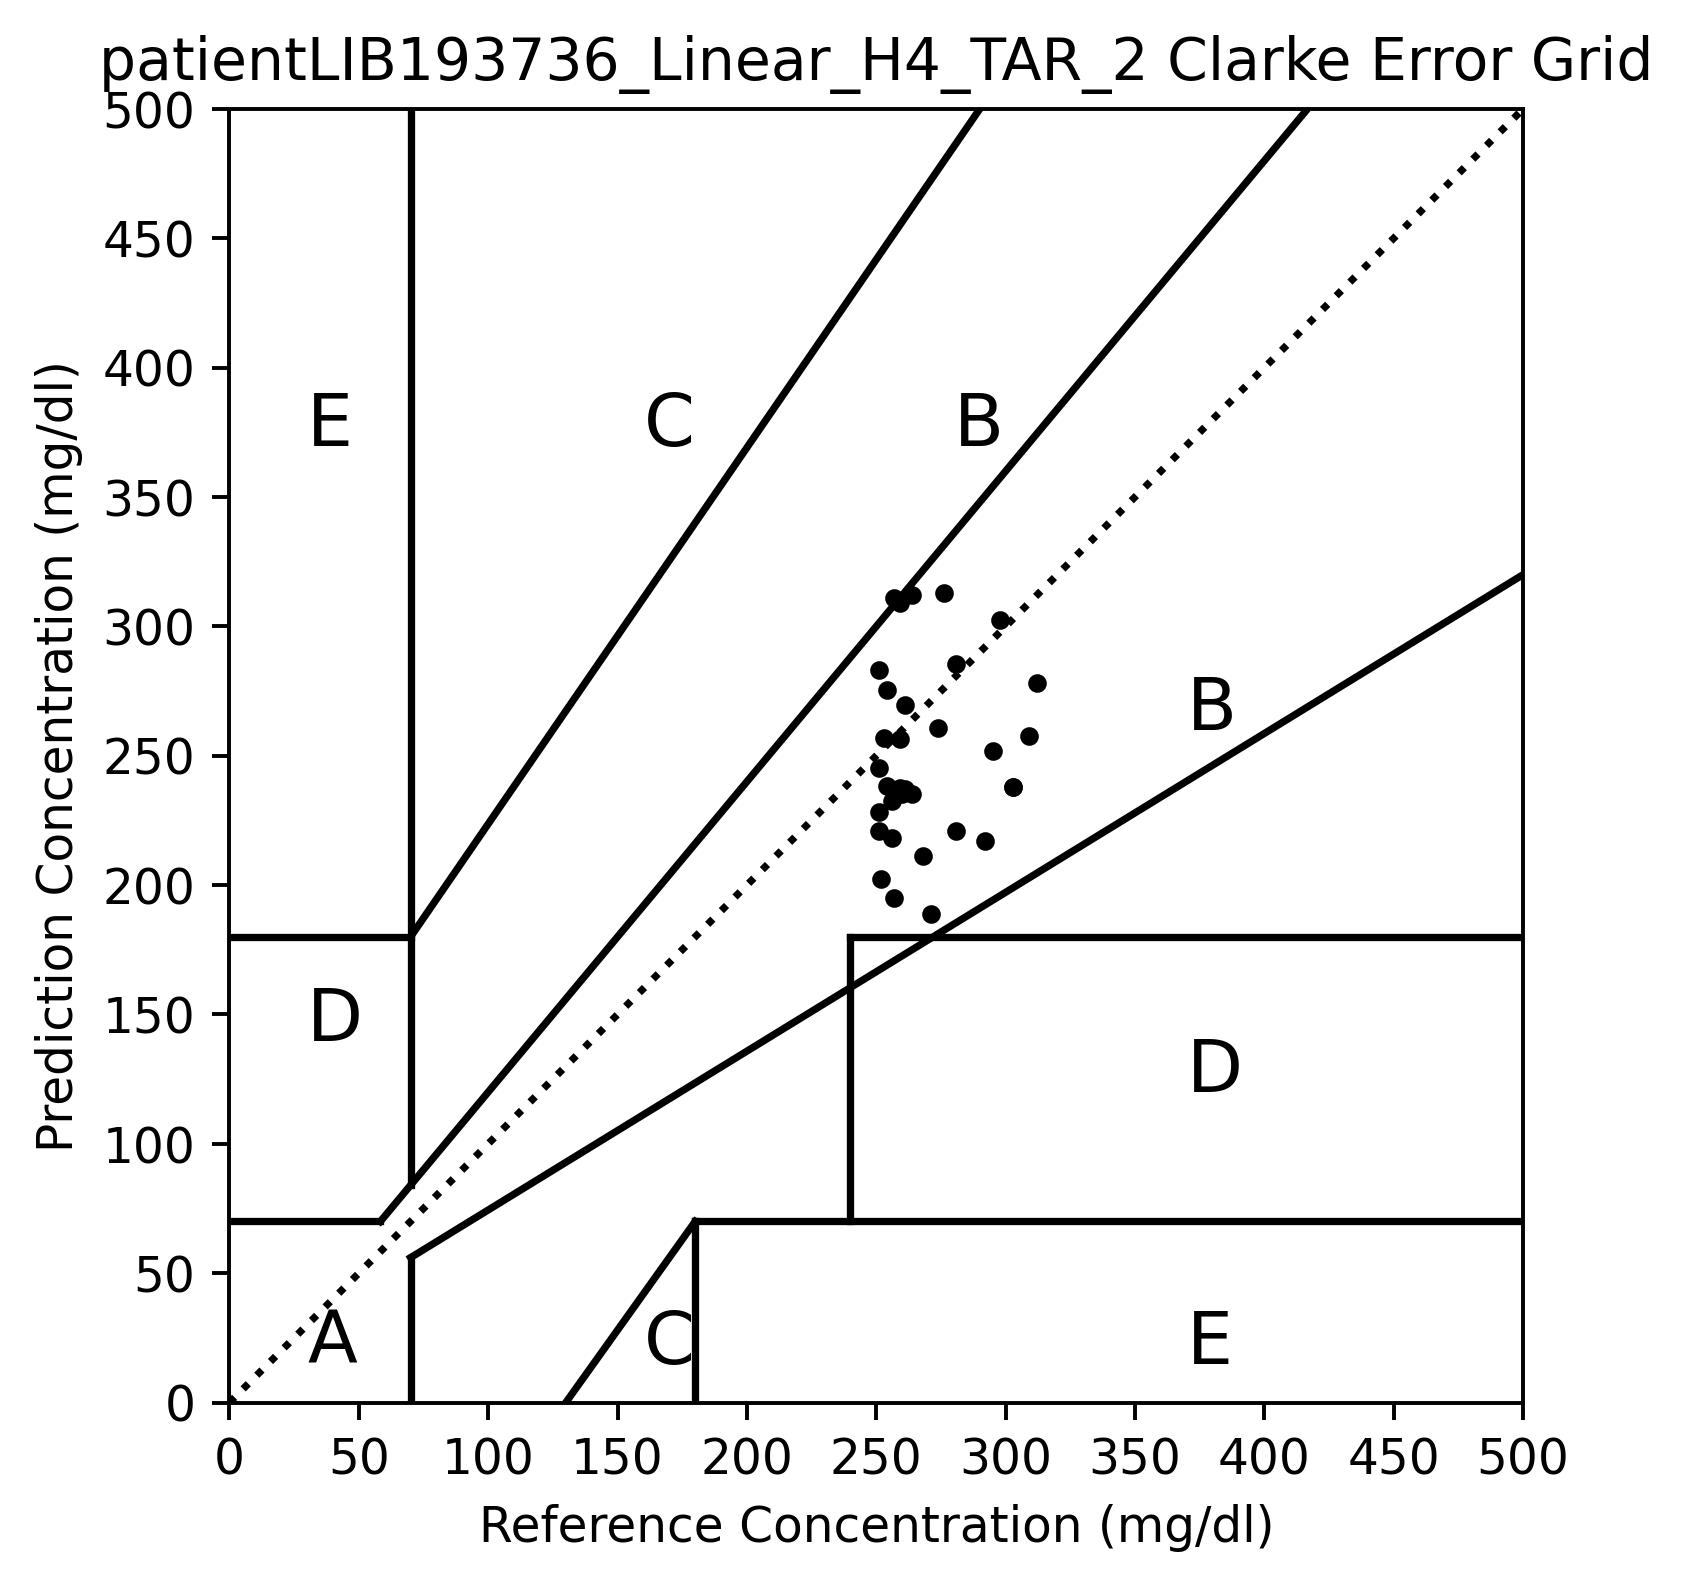 patientLIB193736_Linear_H4_TAR_2 Clarke Error Grid
500
450
400
350
300
250
200
150
100
50
0
Prediction Concentration (mg/dl)
E
C
B
B
D
D
A
C
E
0 50 100 150 200 250 300 350 400 450 500
Reference Concentration (mg/dl)